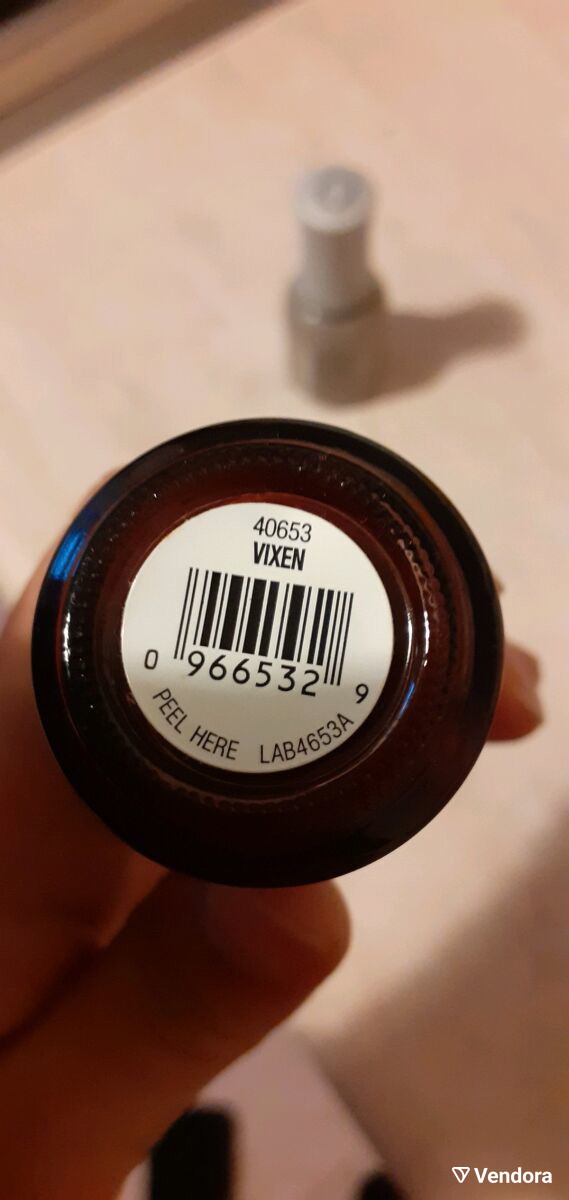 40653
VIXEN
0 966532 9
PEEL HERE LAB4653A
Vendora